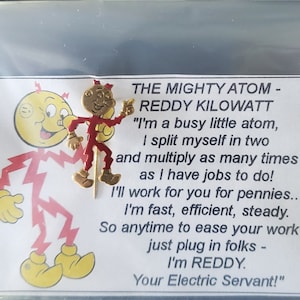 THE MIGHTY ATOM -
REDDY KILOWATT
"I'm a busy little atom,
I split myself in two
and multiply as many times
as I have jobs to do!
I'll work for you for pennies..
I'm fast, efficient, steady.
So anytime to ease your work
just plug in folks -
I'm REDDY.
Your Electric Servant!"